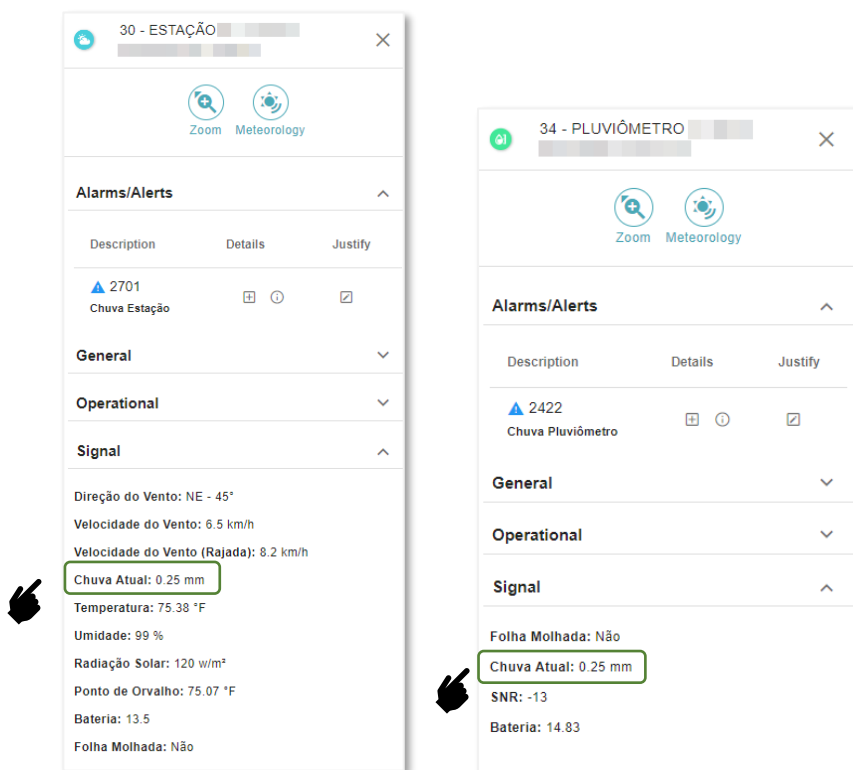 30 - ESTAÇÃO
Zoom Meteorology
Alarms/Alerts
Description Details Justify
2701
Chuva Estação
General
Operational
Signal
Direção do Vento: NE - 45°
Velocidade do Vento: 6.5 km/h
Velocidade do Vento (Rajada): 8.2 km/h
Chuva Atual: 0.25 mm
Temperatura: 75.38 °F
Umidade: 99 %
Radiação Solar: 120 w/m²
Ponto de Orvalho: 75.07 °F
Bateria: 13.5
Folha Molhada: Não
34 - PLUVIÔMETRO
Zoom Meteorology
Alarms/Alerts
Description Details Justify
2422
Chuva Pluviômetro
General
Operational
Signal
Folha Molhada: Não
Chuva Atual: 0.25 mm
SNR: -13
Bateria: 14.83